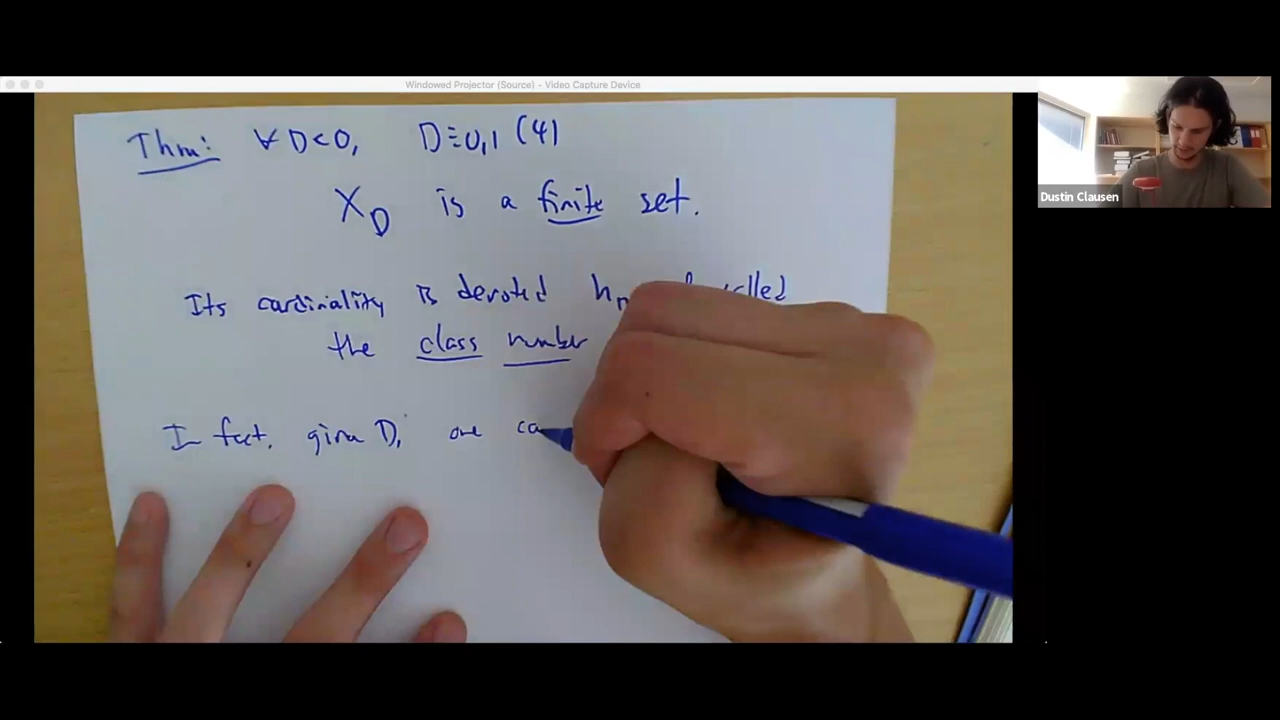 Windowed Projector (Source) - Video Capture Device
Thm: ∀ D<0, D≡0,1 (4)
X_D is a finite set.
Dustin Clausen
Its cardinality is denoted called
the class number
In fact, given D, one